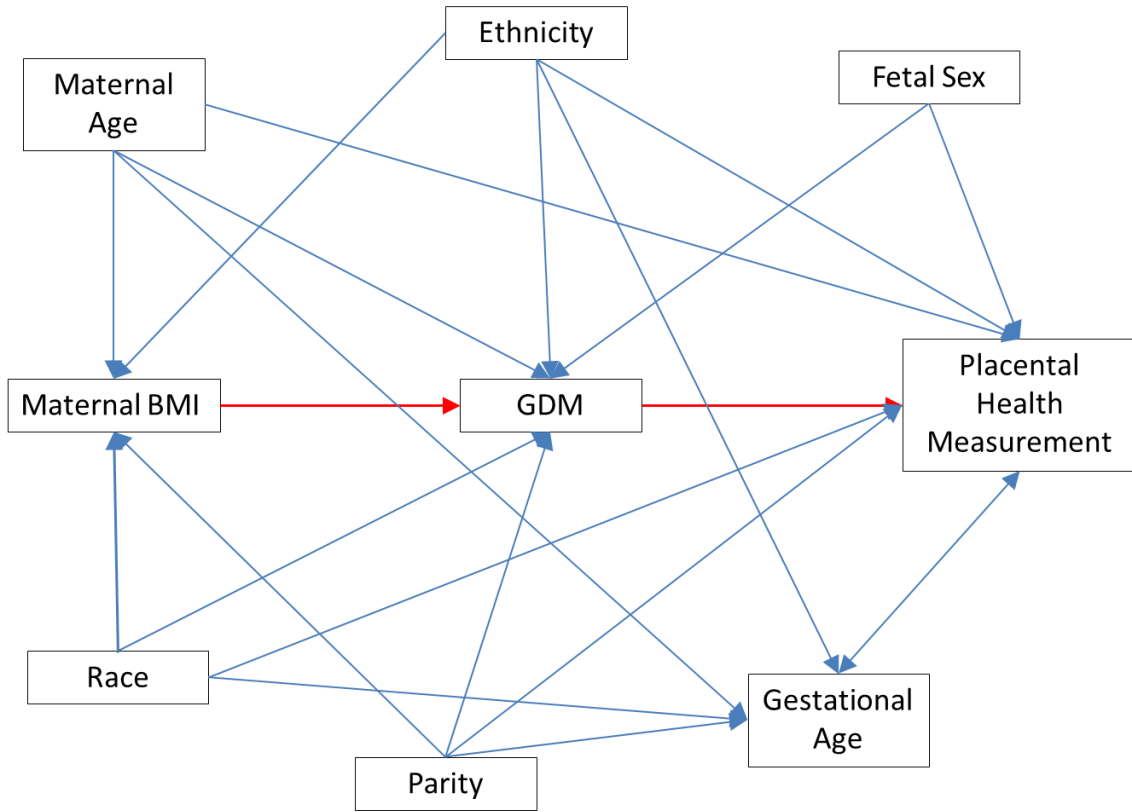 Ethnicity
Maternal
Age
Fetal Sex
Maternal BMI
GDM
Placental
Health
Measurement
Race
Gestational
Age
Parity